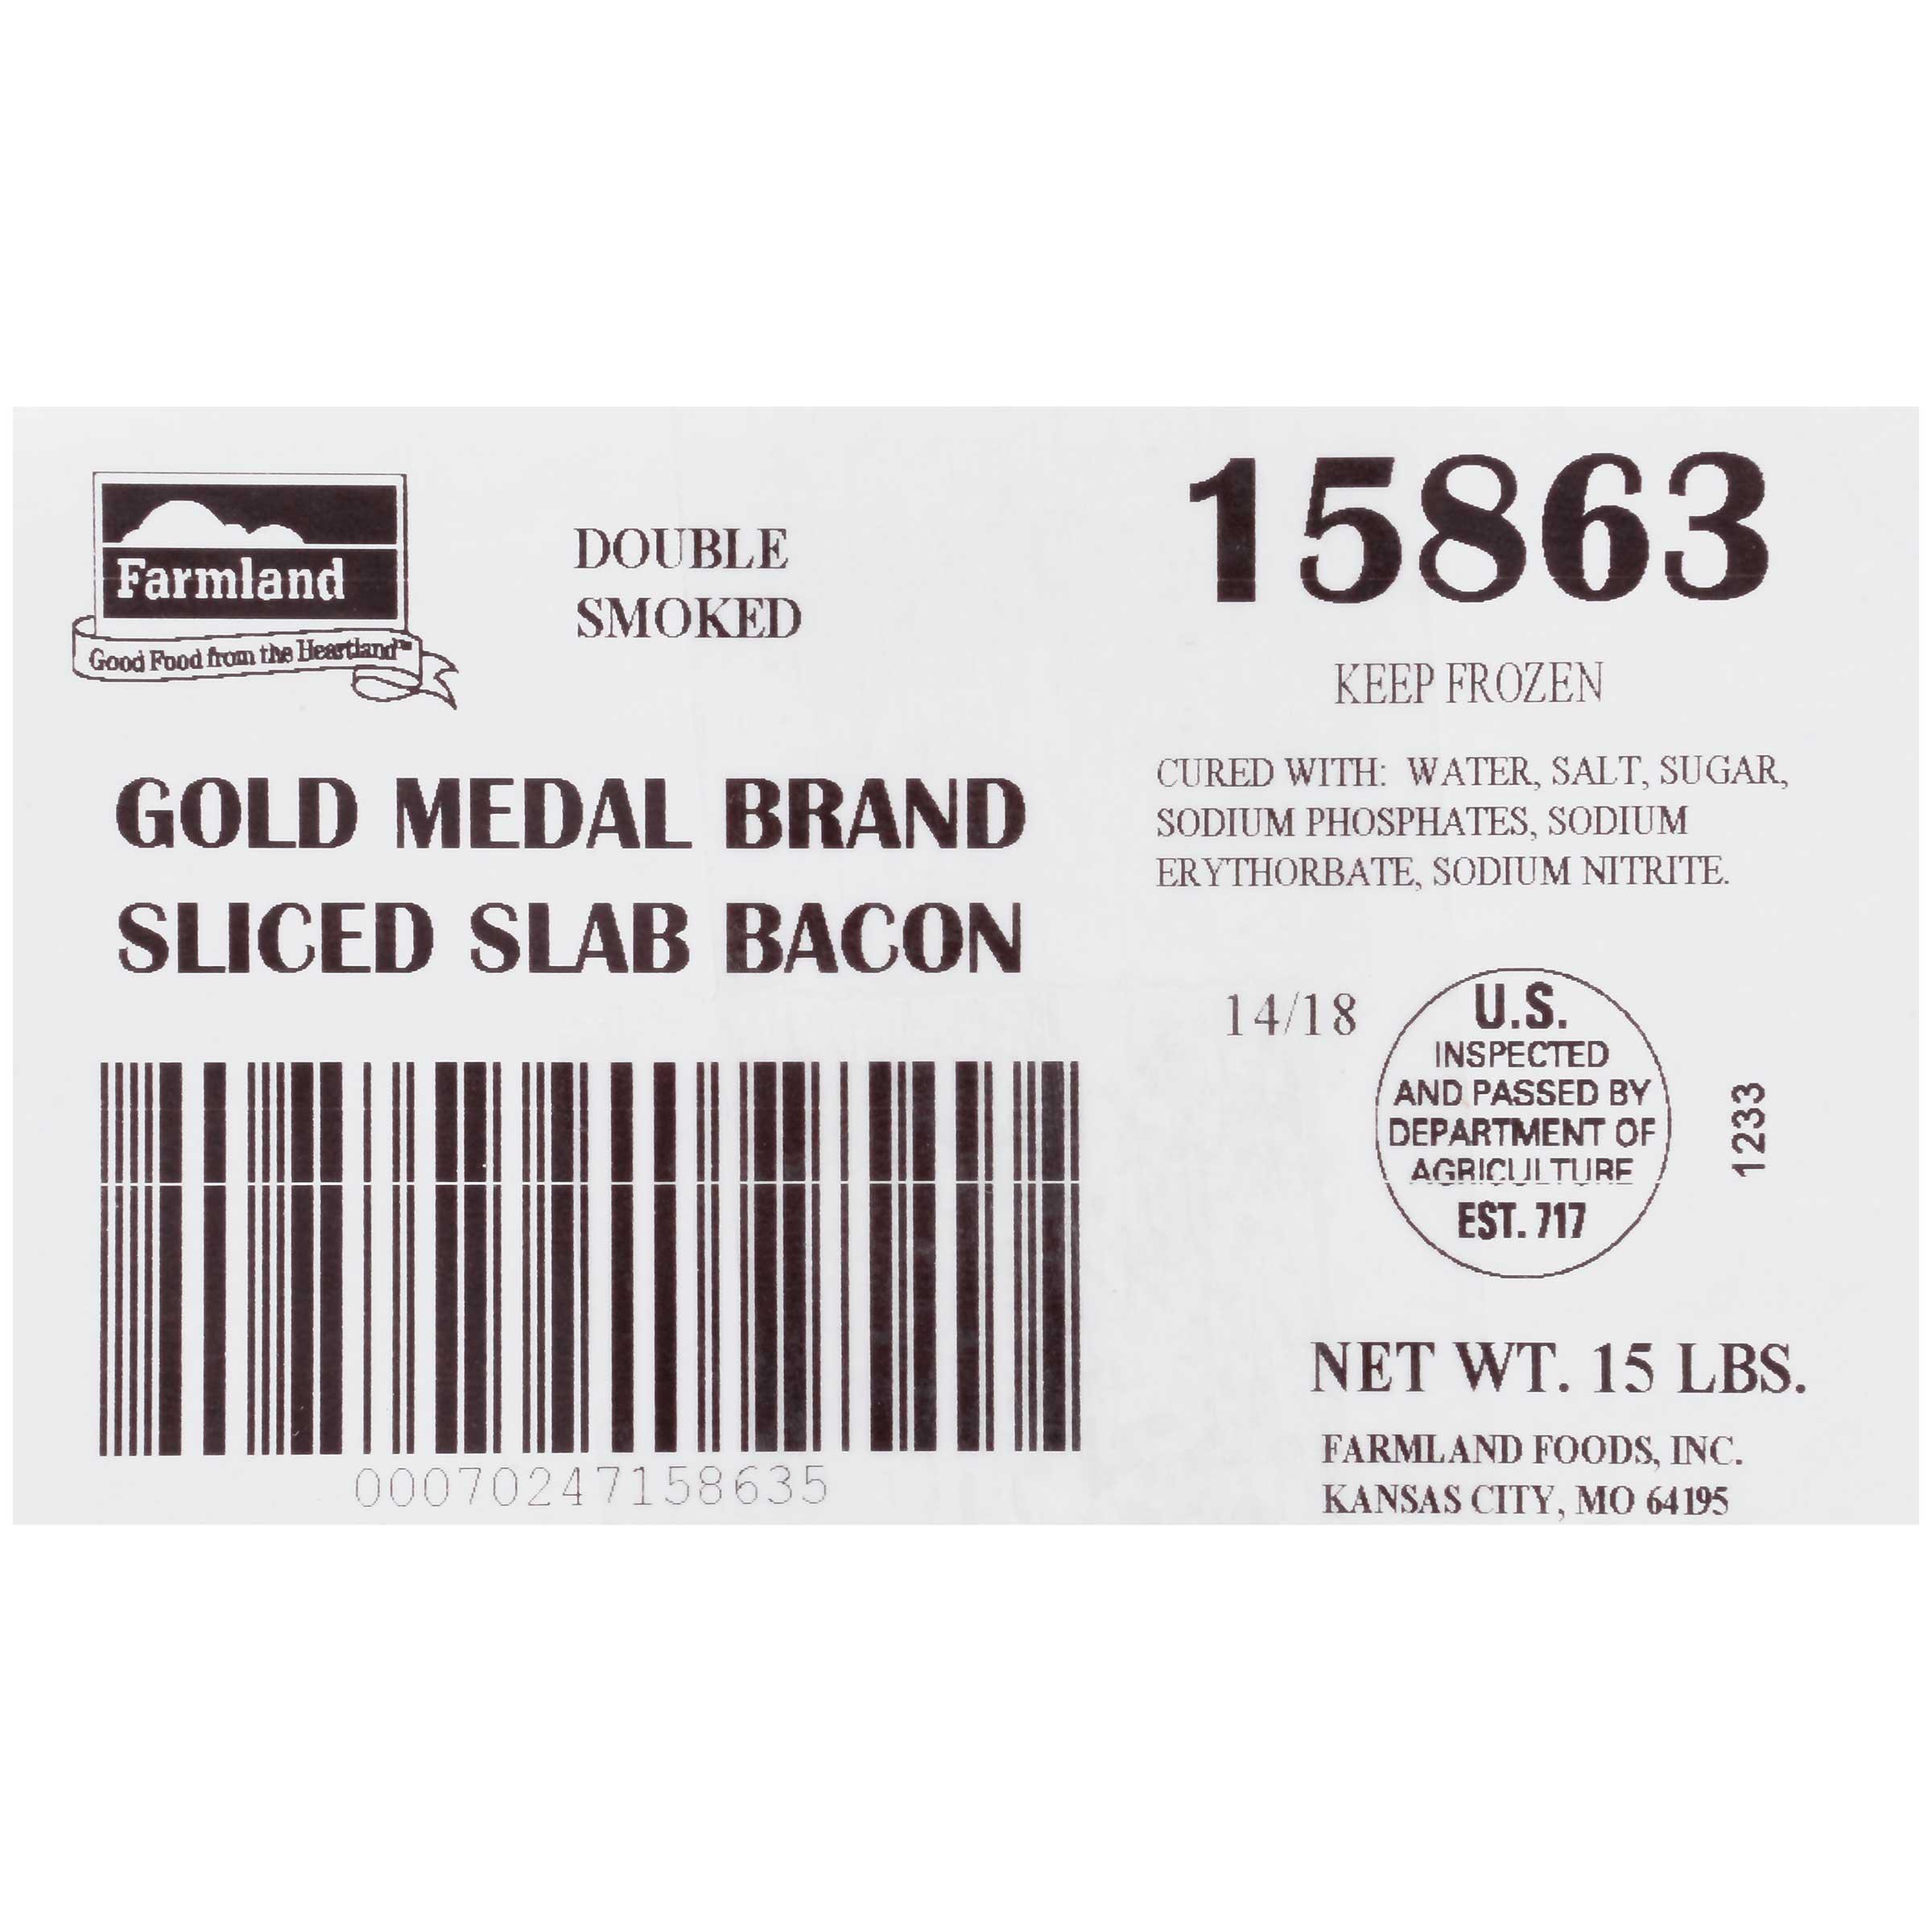 Farmland
Good Food from the Heartland™
DOUBLE
SMOKED
15863
KEEP FROZEN
GOLD MEDAL BRAND
SLICED SLAB BACON
CURED WITH: WATER, SALT, SUGAR,
SODIUM PHOSPHATES, SODIUM
ERYTHORBATE, SODIUM NITRITE.
14/18
U.S.
INSPECTED
AND PASSED BY
DEPARTMENT OF
AGRICULTURE
EST. 717
1233
00070247158635
NET WT. 15 LBS.
FARMLAND FOODS, INC.
KANSAS CITY, MO 64195